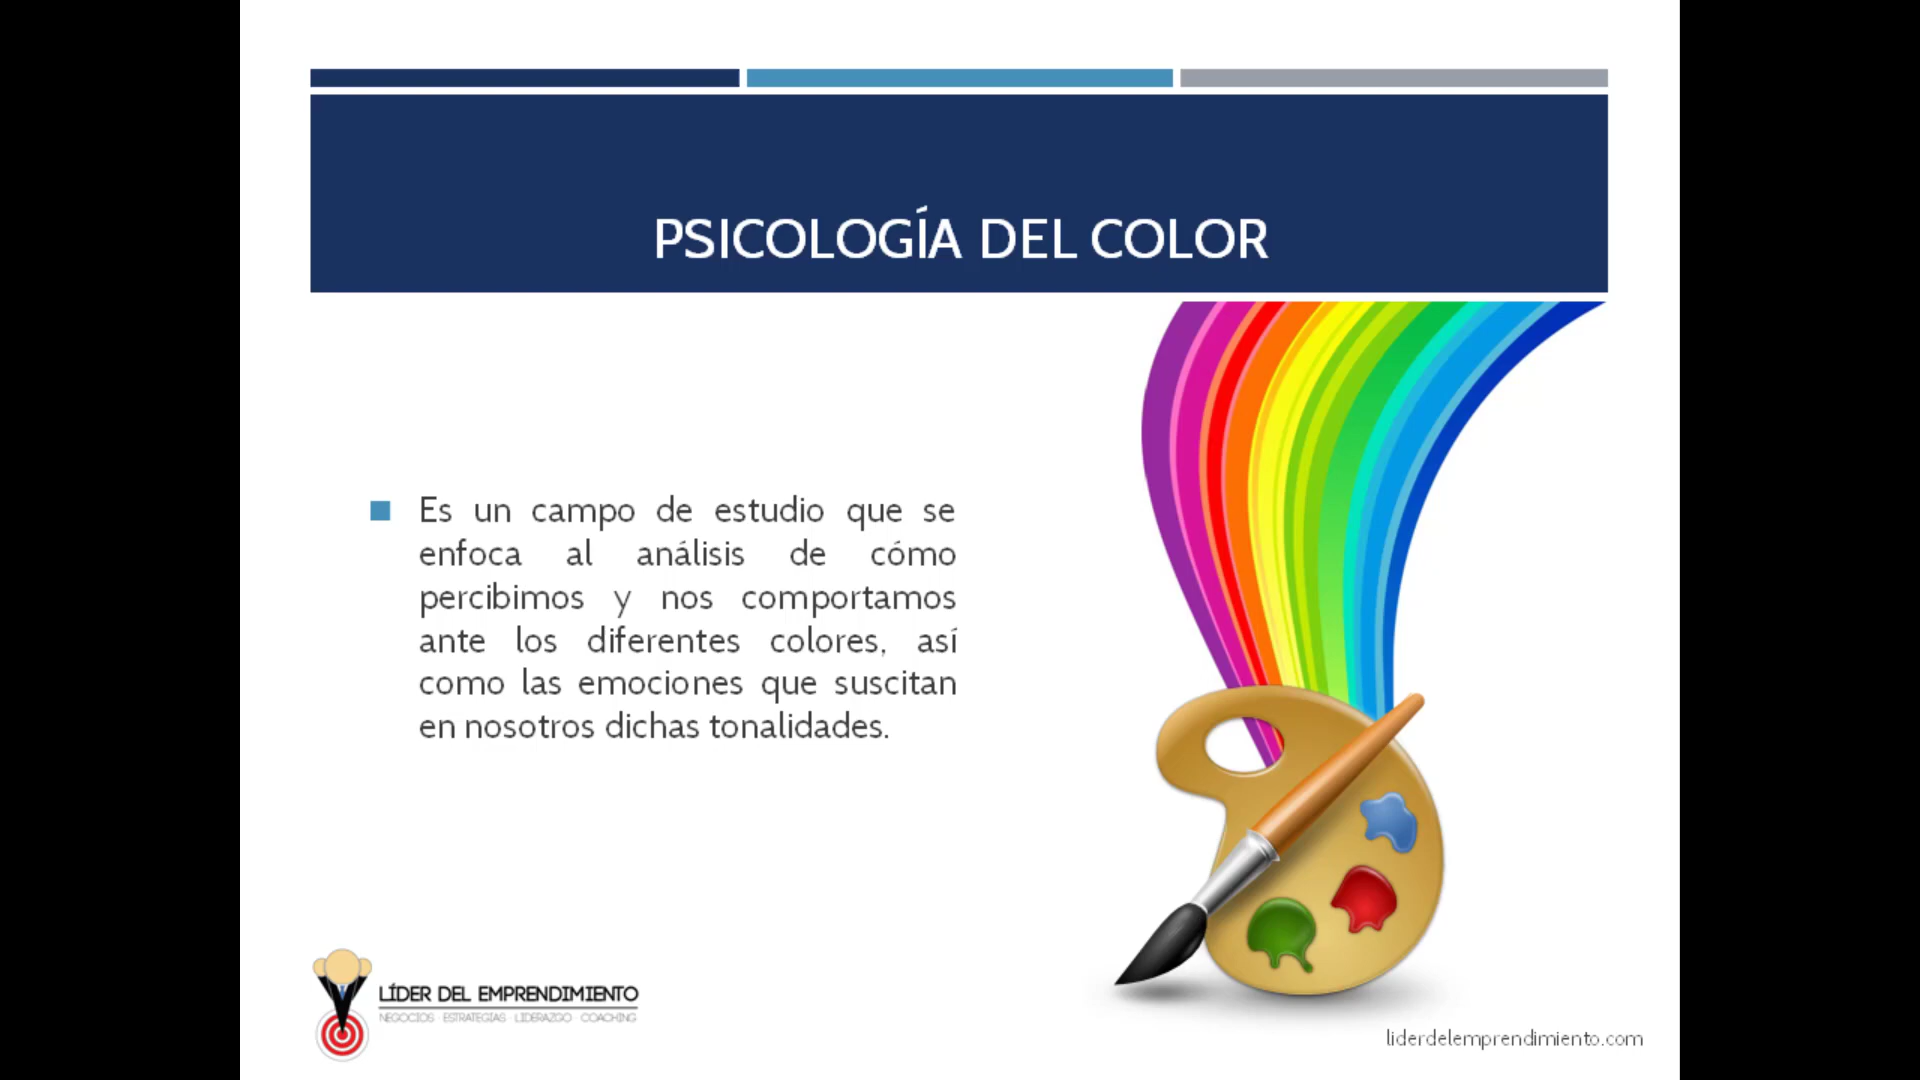 PSICOLOGÍA DEL COLOR
Es un campo de estudio que se
enfoca al análisis de cómo
percibimos y nos comportamos
ante los diferentes colores, así
como las emociones que suscitan
en nosotros dichas tonalidades.
LÍDER DEL EMPRENDIMIENTO
NEGOCIOS · ESTRATEGIAS · LIDERAZGO · COACHING
liderdelemprendimiento.com